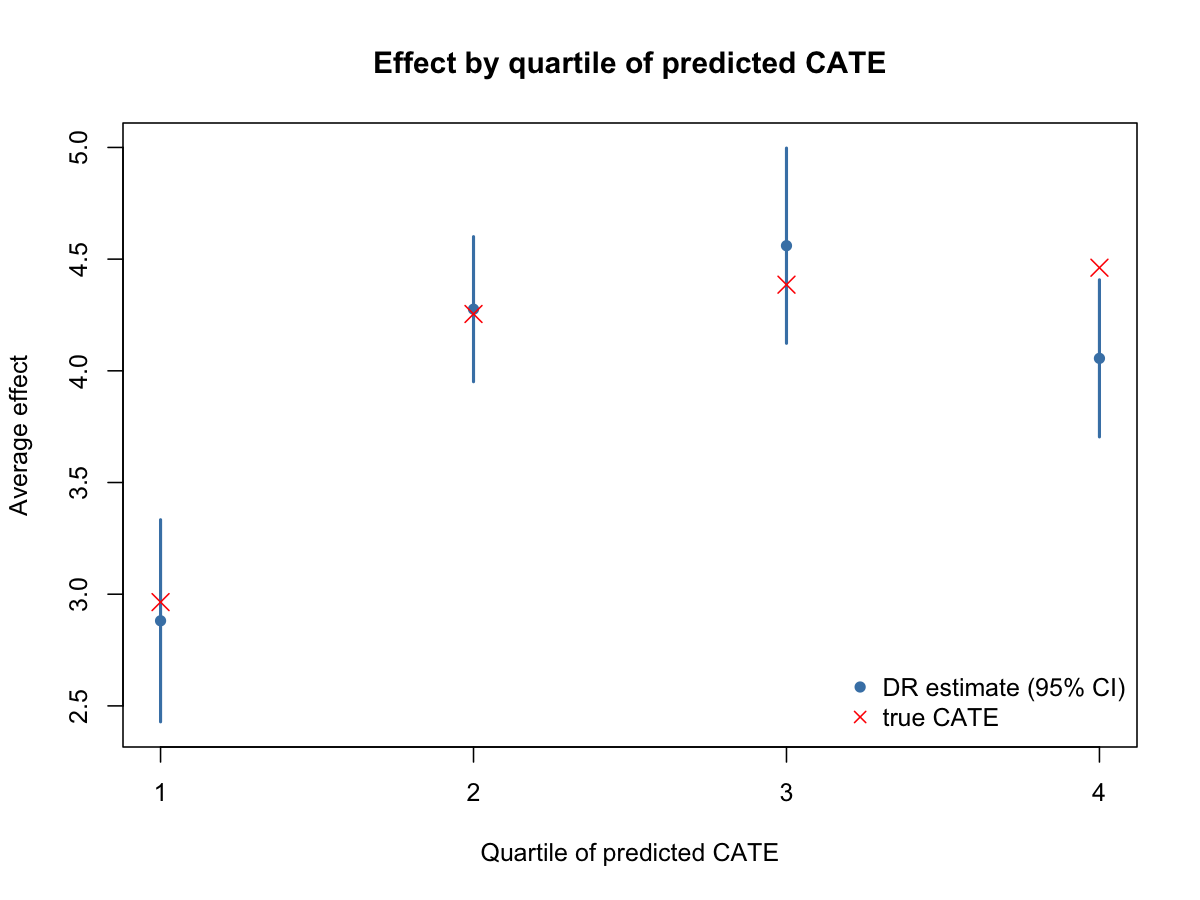 Effect by quartile of predicted CATE
5.0
4.5
4.0
3.5
3.0
2.5
Average effect
DR estimate (95% CI)
true CATE
1 2 3 4
Quartile of predicted CATE